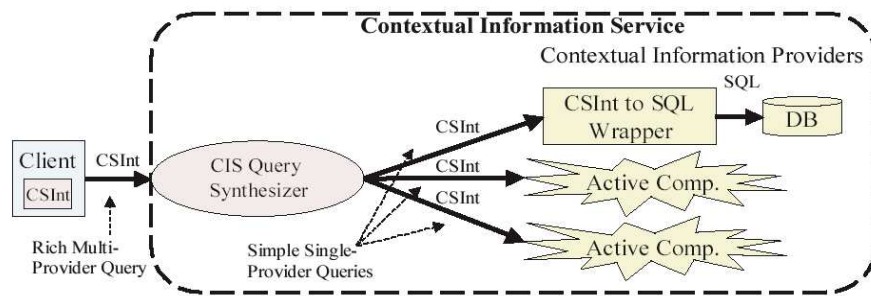 Contextual Information Service
Contextual Information Providers
SQL
CSInt to SQL
Wrapper
DB
CSInt
Client
CSInt
CSInt
CIS Query
Synthesizer
CSInt
Active Comp.
CSInt
Active Comp.
Rich Multi-
Provider Query
Simple Single-
Provider Queries